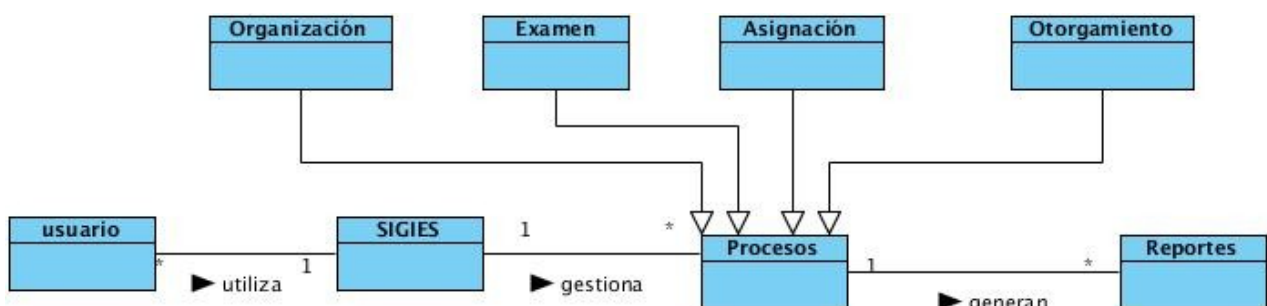 Organización
Examen
Asignación
Otorgamiento
usuario
SIGIES
Procesos
Reportes
1
*
*
1
1
*
utiliza
gestiona
generan